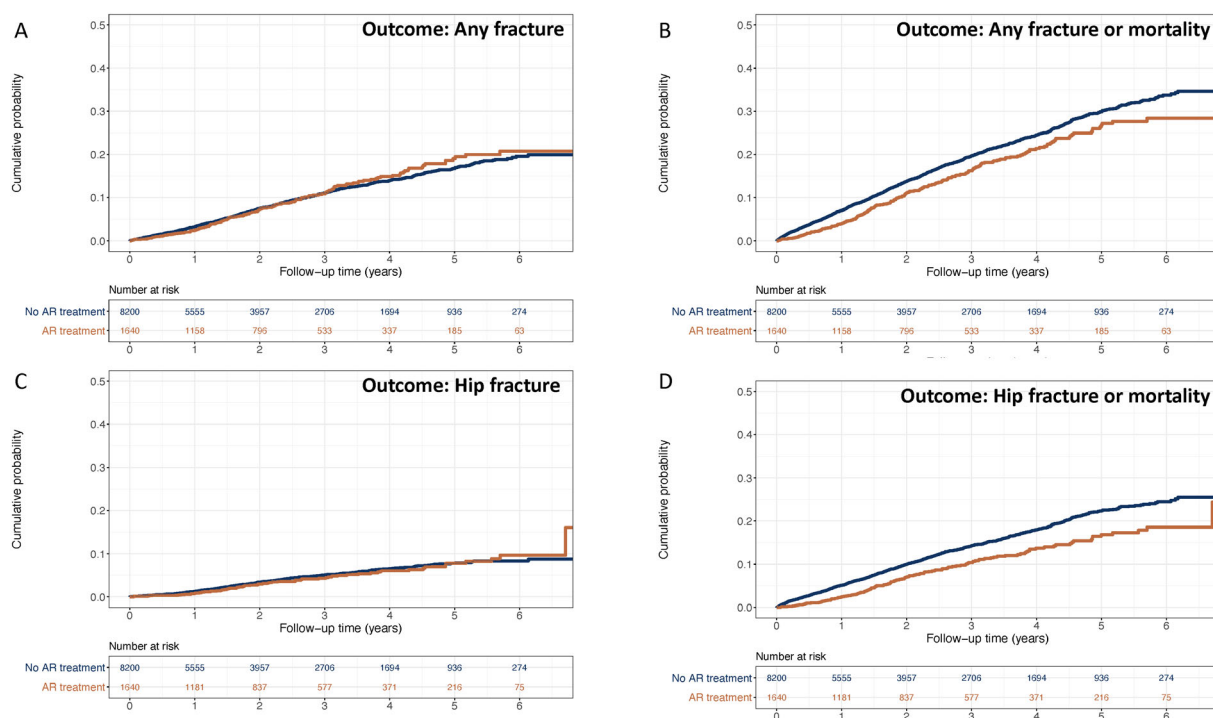 A
Outcome: Any fracture
Cumulative probability
0.5
0.4
0.3
0.2
0.1
0.0
0 1 2 3 4 5 6
Follow-up time (years)
Number at risk
No AR treatment 8200 5555 3957 2706 1694 936 274
AR treatment 1640 1158 796 533 337 185 63
0 1 2 3 4 5 6
B
Outcome: Any fracture or mortality
Cumulative probability
0.5
0.4
0.3
0.2
0.1
0.0
0 1 2 3 4 5 6
Follow-up time (years)
Number at risk
No AR treatment 8200 5555 3957 2706 1694 936 274
AR treatment 1640 1158 796 533 337 185 63
0 1 2 3 4 5 6
C
Outcome: Hip fracture
Cumulative probability
0.5
0.4
0.3
0.2
0.1
0.0
0 1 2 3 4 5 6
Follow-up time (years)
Number at risk
No AR treatment 8200 5555 3957 2706 1694 936 274
AR treatment 1640 1181 837 577 371 216 75
0 1 2 3 4 5 6
D
Outcome: Hip fracture or mortality
Cumulative probability
0.5
0.4
0.3
0.2
0.1
0.0
0 1 2 3 4 5 6
Follow-up time (years)
Number at risk
No AR treatment 8200 5555 3957 2706 1694 936 274
AR treatment 1640 1181 837 577 371 216 75
0 1 2 3 4 5 6